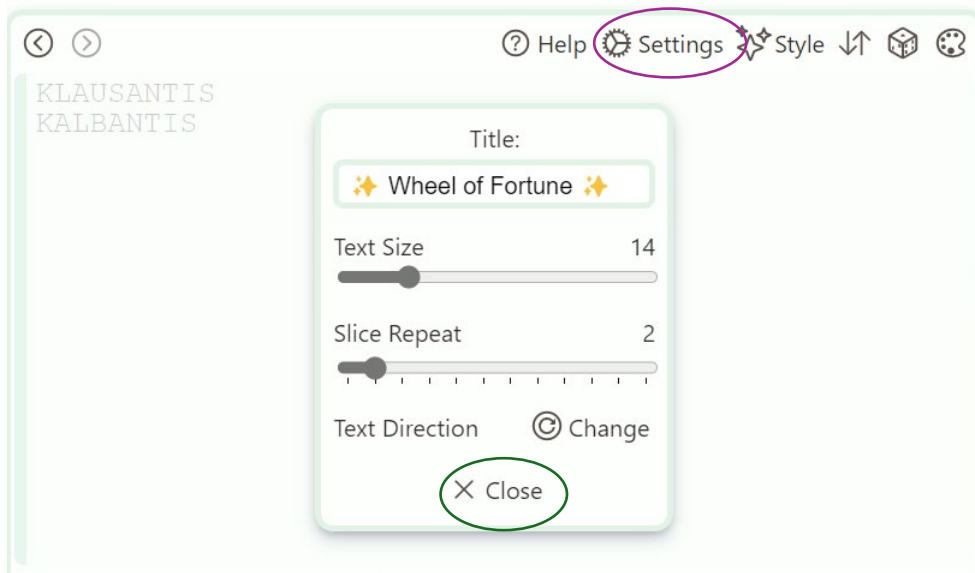 Help Settings Style
KLAUSANTIS
KALBANTIS
Title:
✨ Wheel of Fortune ✨
Text Size 14
Slice Repeat 2
Text Direction Change
Close